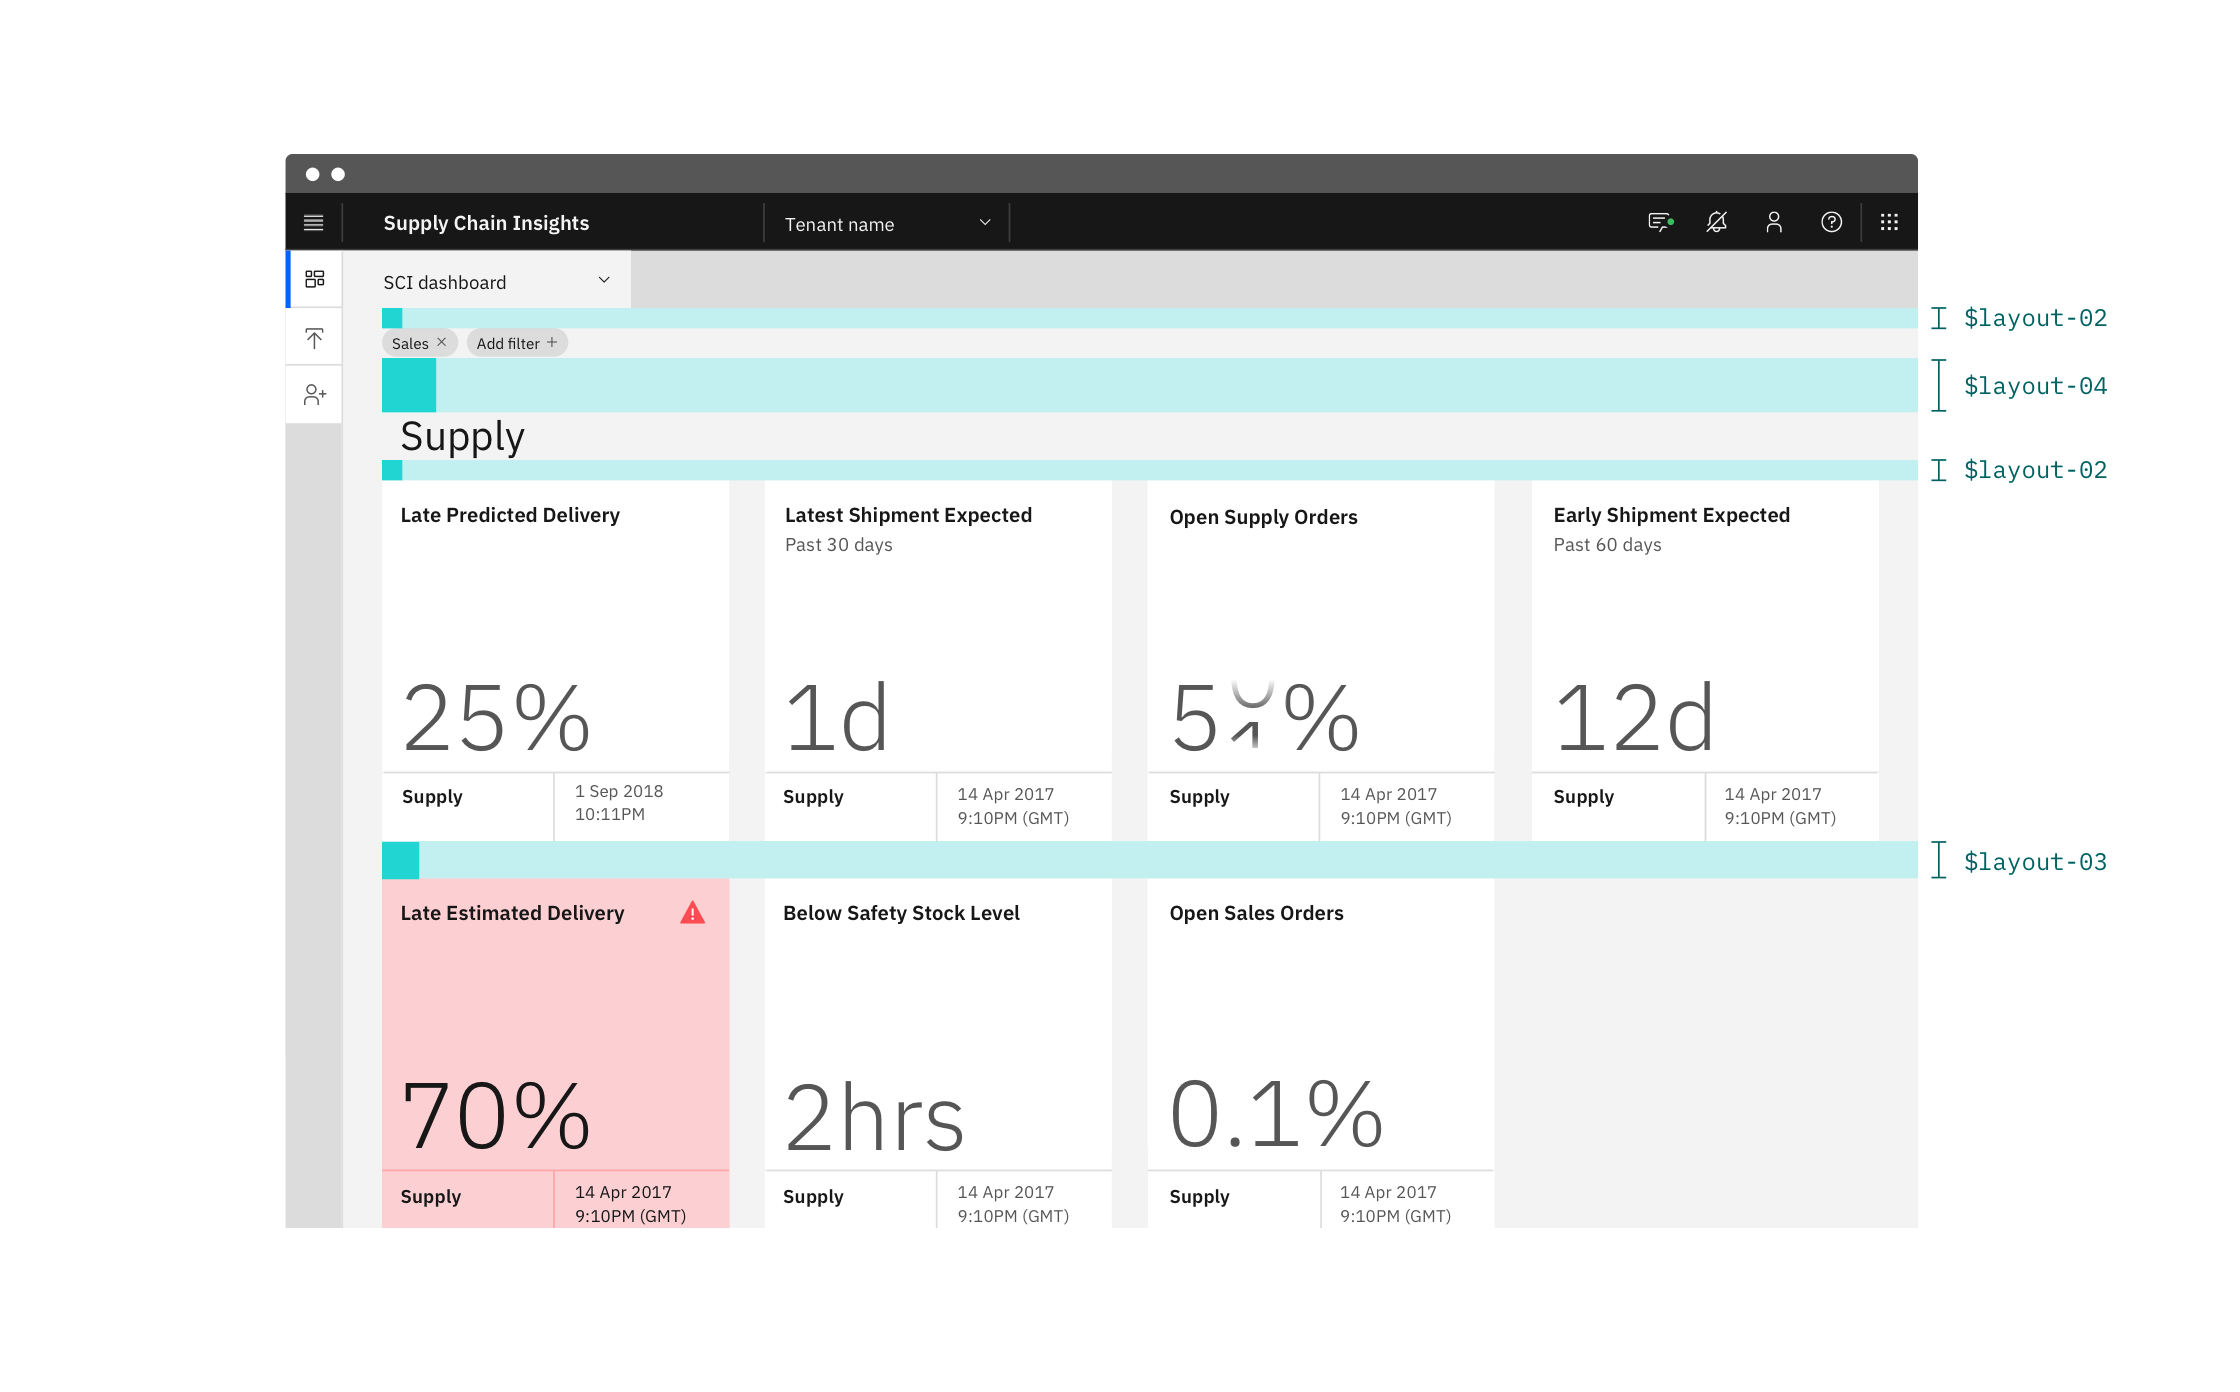 Supply Chain Insights
Tenant name
SCI dashboard
$layout-02
Sales
Add filter
$layout-04
Supply
$layout-02
Late Predicted Delivery
25%
Supply
1 Sep 2018
10:11PM
Latest Shipment Expected
Past 30 days
1d
Supply
14 Apr 2017
9:10PM (GMT)
Open Supply Orders
Supply
14 Apr 2017
9:10PM (GMT)
Early Shipment Expected
Past 60 days
12d
Supply
14 Apr 2017
9:10PM (GMT)
$layout-03
Late Estimated Delivery
70%
Supply
14 Apr 2017
9:10PM (GMT)
Below Safety Stock Level
2hrs
Supply
14 Apr 2017
9:10PM (GMT)
Open Sales Orders
0.1%
Supply
14 Apr 2017
9:10PM (GMT)